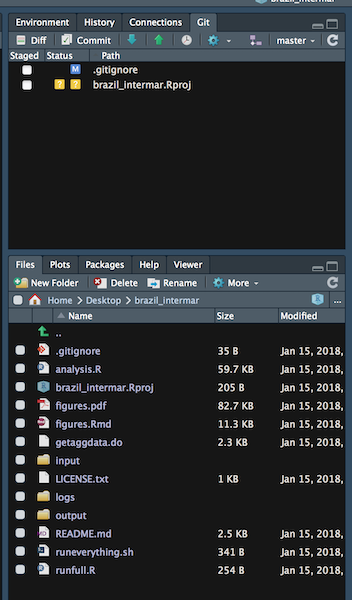 brazil_intermar
Environment History Connections Git
Diff Commit master
Staged Status Path
M .gitignore
? ? brazil_intermar.Rproj
Files Plots Packages Help Viewer
New Folder Delete Rename More
Home Desktop brazil_intermar R ...
Name Size Modified
..
.gitignore 35 B Jan 15, 2018,
analysis.R 59.7 KB Jan 15, 2018,
brazil_intermar.Rproj 205 B Jan 15, 2018,
figures.pdf 82.7 KB Jan 15, 2018,
figures.Rmd 11.3 KB Jan 15, 2018,
getaggdata.do 2.3 KB Jan 15, 2018,
input
LICENSE.txt 1 KB Jan 15, 2018,
logs
output
README.md 2.5 KB Jan 15, 2018,
runeverything.sh 341 B Jan 15, 2018,
runfull.R 254 B Jan 15, 2018,